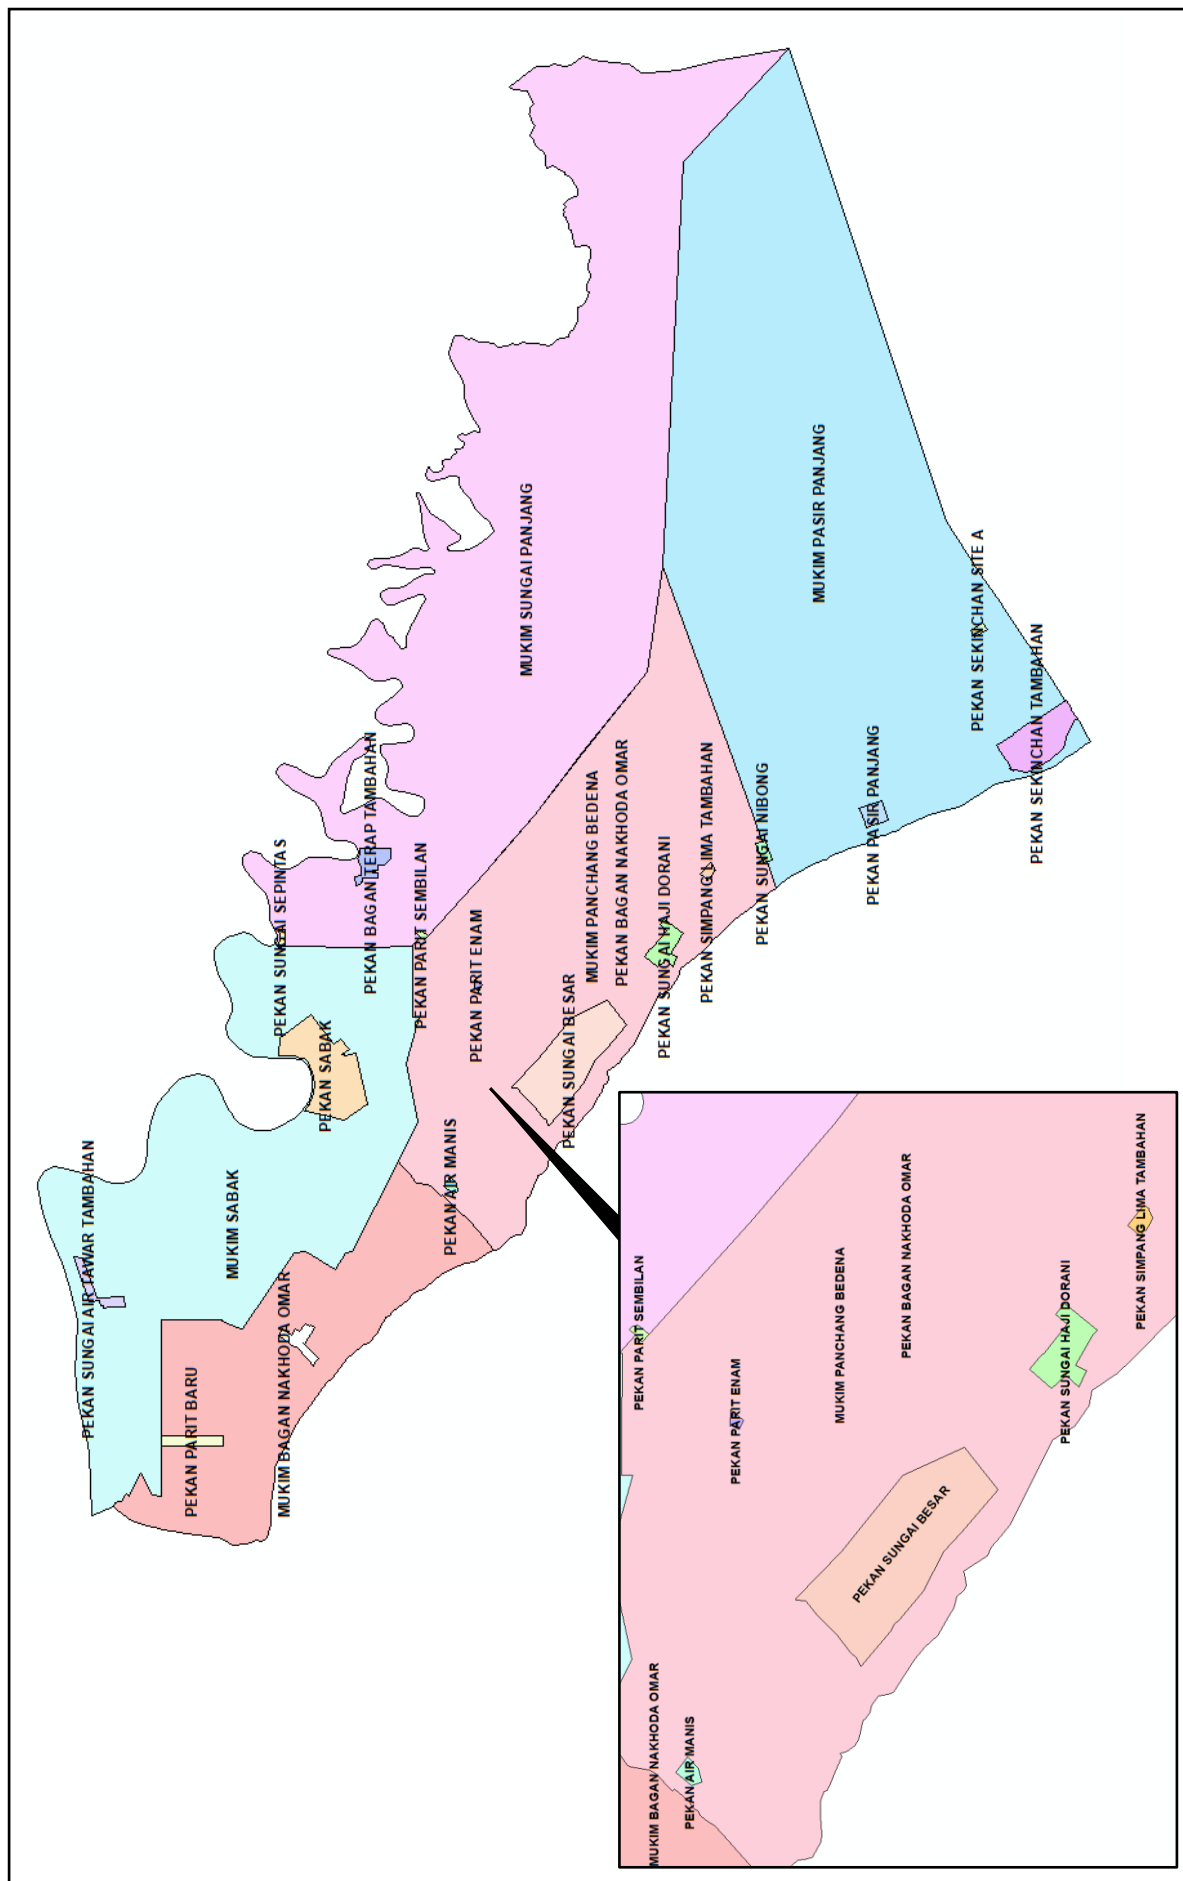 PEKAN SUNGAI AIR TAWAR TAMBAHAN
MUKIM SABAK
PEKAN PARIT BARU
MUKIM BAGAN NAKHODA OMAR
PEKAN SUNGAI SEPINTAS
PEKAN SABAK
PEKAN BAGAN TERAP TAMBAHAN
PEKAN PARIT SEMBILAN
PEKAN AIR MANIS
PEKAN PARIT ENAM
MUKIM SUNGAI PANJANG
PEKAN SUNGAI BESAR
MUKIM PANCHANG BEDENA
PEKAN BAGAN NAKHODA OMAR
PEKAN SUNGAI HAJI DORANI
PEKAN SIMPANG LIMA TAMBAHAN
PEKAN SUNGAI NIBONG
MUKIM PASIR PANJANG
PEKAN PASIR PANJANG
PEKAN SEKINCHAN SITE A
PEKAN SEKINCHAN TAMBAHAN
PEKAN PARIT SEMBILAN
MUKIM BAGAN NAKHODA OMAR
PEKAN AIR MANIS
PEKAN PARIT ENAM
MUKIM PANCHANG BEDENA
PEKAN BAGAN NAKHODA OMAR
PEKAN SUNGAI BESAR
PEKAN SUNGAI HAJI DORANI
PEKAN SIMPANG LIMA TAMBAHAN